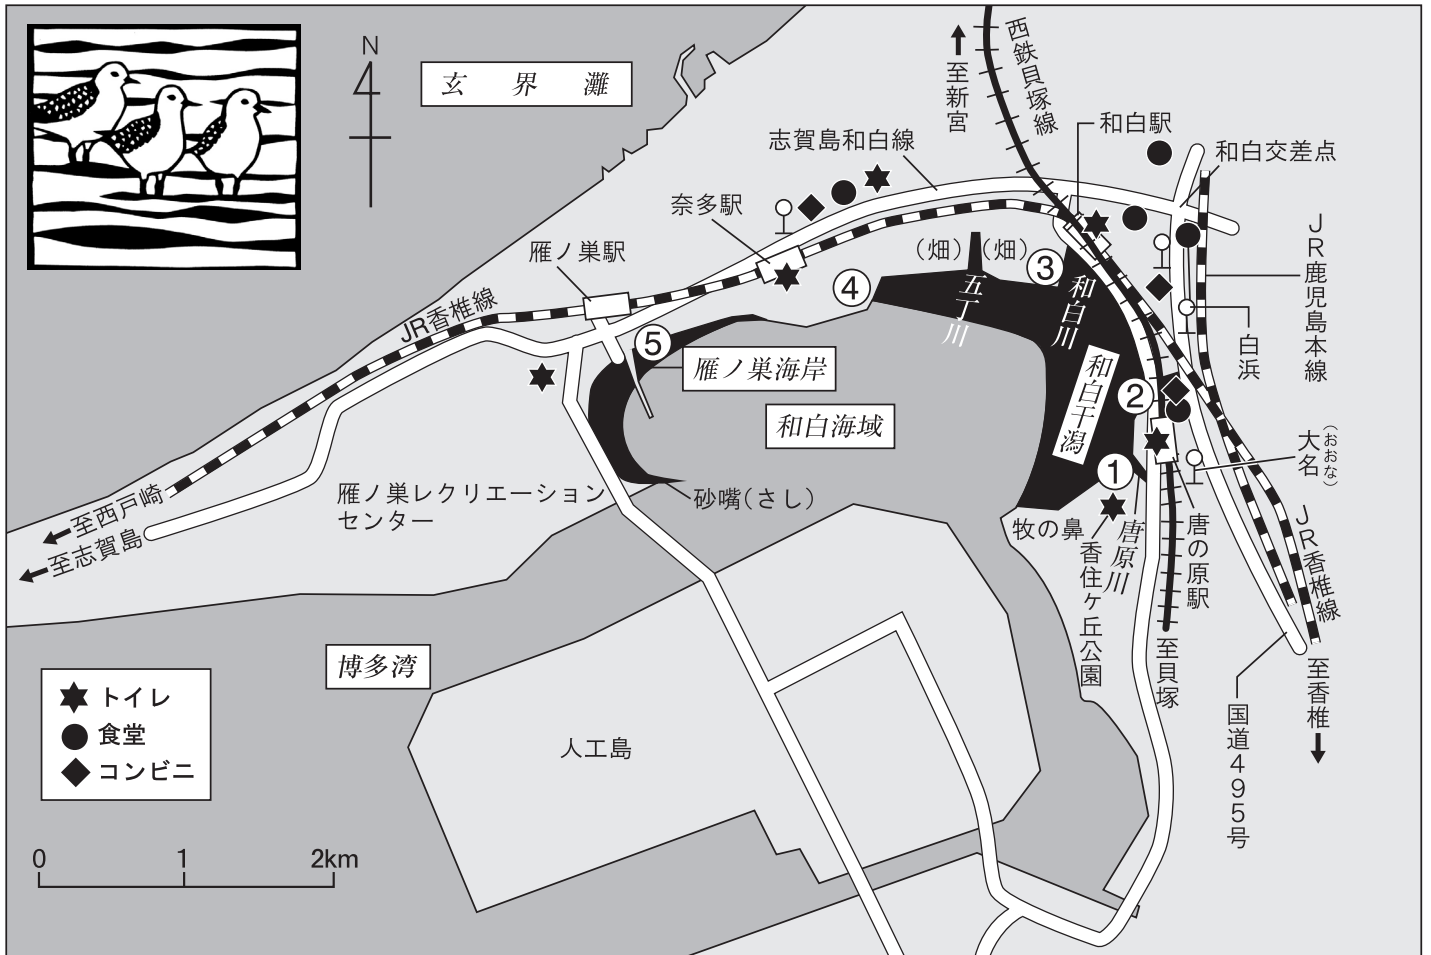 N
玄界灘
至新宮
西鉄貝塚線
和白駅
和白交差点
志賀島和白線
奈多駅
雁ノ巣駅
JR香椎線
(畑)
(畑)
五丁川
和白川
③
④
⑤
②
①
和白干潟
雁ノ巣海岸
和白海域
JR鹿児島本線
白浜
大名
(おおな)
砂嘴(さし)
雁ノ巣レクリエーション
センター
至西戸崎
至志賀島
牧の鼻
香住ヶ丘公園
唐原川
唐の原駅
至貝塚
JR香椎線
至香椎
国道495号
博多湾
人工島
トイレ
食堂
コンビニ
0 1 2km